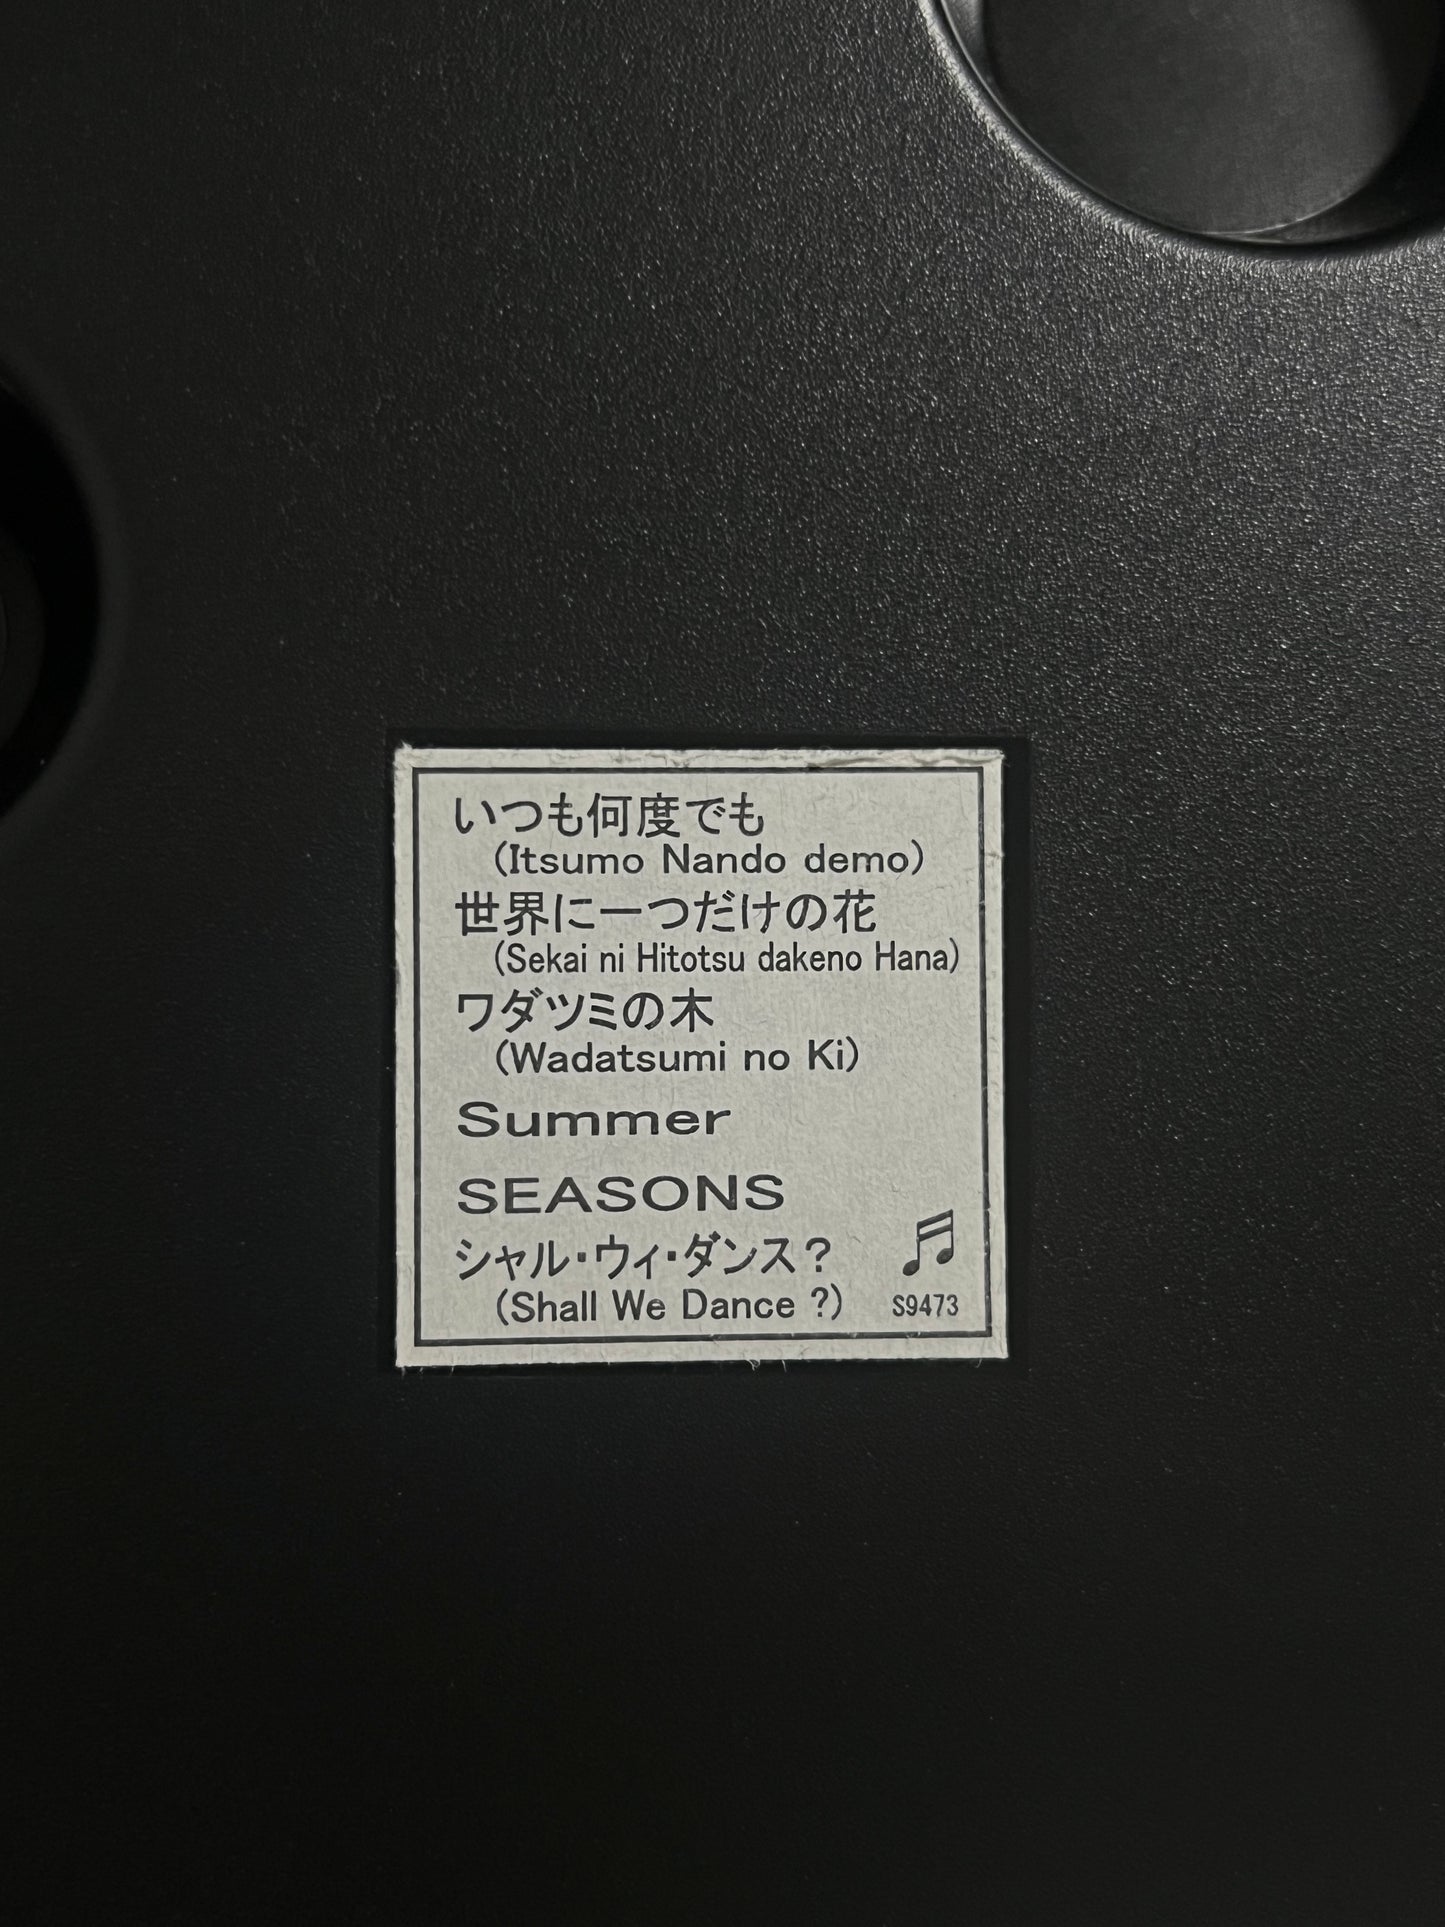 いつも何度でも
(Itsumo Nando demo)
世界に一つだけの花
(Sekai ni Hitotsu dakeno Hana)
ワダツミの木
(Wadatsumi no Ki)
Summer
SEASONS
シャル・ウィ・ダンス？
(Shall We Dance ?)
S9473